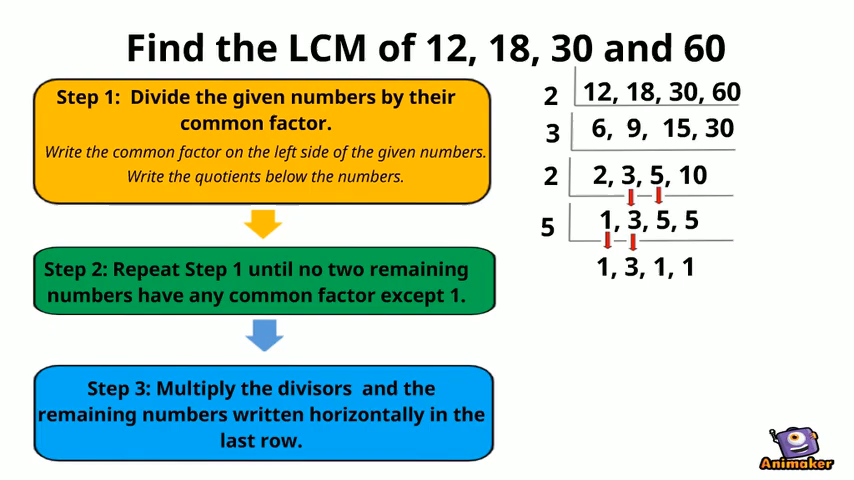 Find the LCM of 12, 18, 30 and 60
Step 1: Divide the given numbers by their
common factor.
Write the common factor on the left side of the given numbers.
Write the quotients below the numbers.
Step 2: Repeat Step 1 until no two remaining
numbers have any common factor except 1.
Step 3: Multiply the divisors and the
remaining numbers written horizontally in the
last row.
2 12, 18, 30, 60
3 6, 9, 15, 30
2 2, 3, 5, 10
5 1, 3, 5, 5
1, 3, 1, 1
Animaker